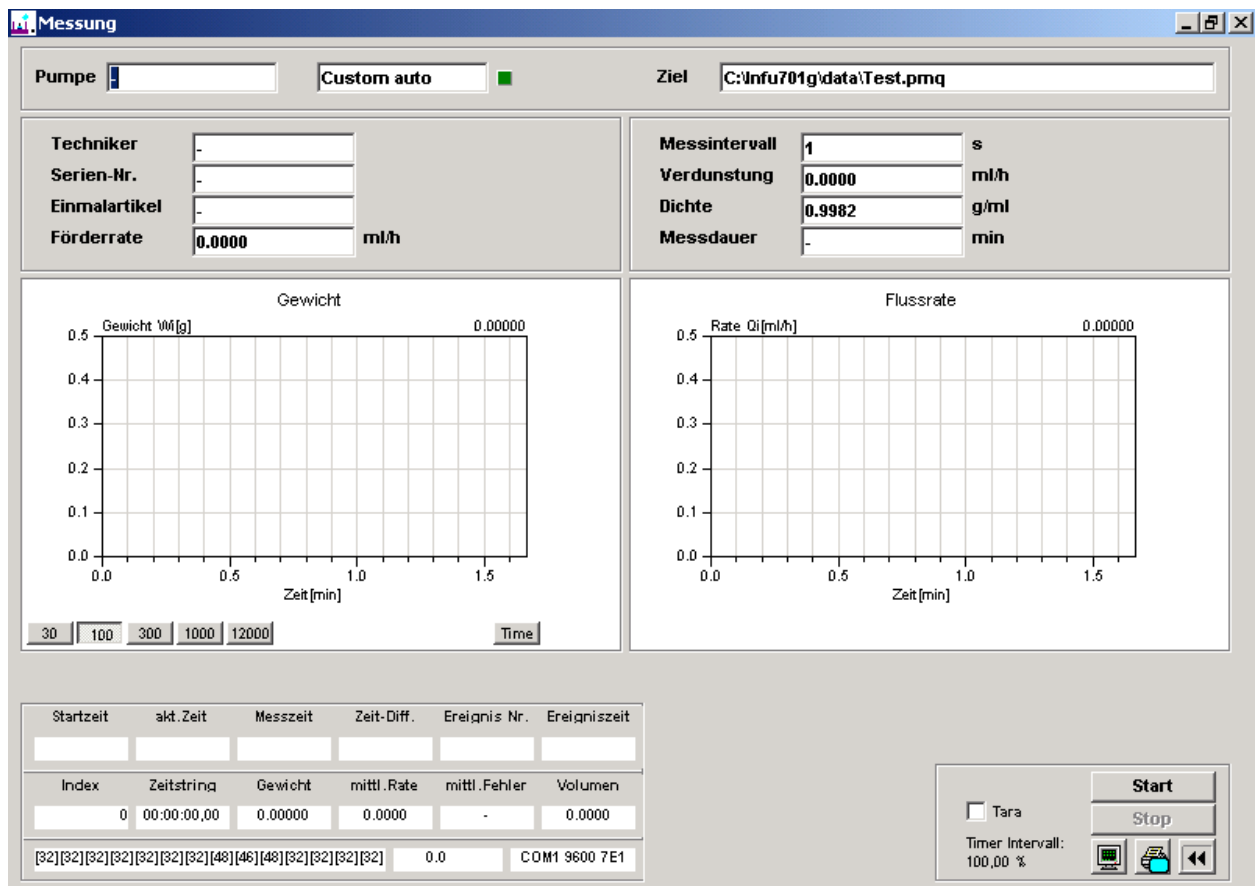 Messung
Pumpe - Custom auto Ziel C:\Infu701g\data\Test.prnq
Techniker -
Serien-Nr. -
Einmalartikel -
Förderrate 0.0000 ml/h
Messintervall 1 s
Verdunstung 0.0000 ml/h
Dichte 0.9982 g/ml
Messdauer - min
Gewicht
Gewicht Wi[g] 0.00000
0.5
0.4
0.3
0.2
0.1
0.0
0.0 0.5 1.0 1.5
Zeit[min]
30 100 300 1000 12000 Time
Flussrate
Rate Qi[ml/h] 0.00000
0.5
0.4
0.3
0.2
0.1
0.0
0.0 0.5 1.0 1.5
Zeit[min]
Startzeit akt.Zeit Messzeit Zeit-Diff. Ereignis Nr. Ereigniszeit
Index Zeitstring Gewicht mittl.Rate mittl.Fehler Volumen
0 00:00:00,00 0.00000 0.0000 - 0.0000
[32][32][32][32][32][32][32][48][46][48][32][32][32][32] 0.0 COM1 9600 7E1
Start
Tara
Stop
Timer Intervall:
100,00 %